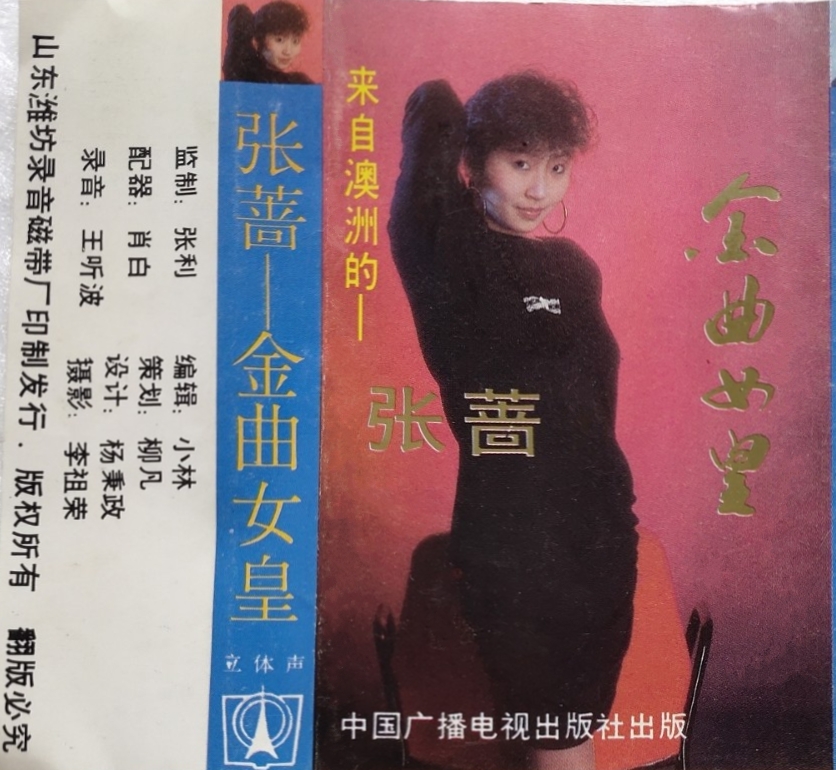 来自澳洲的—
张蔷
金曲女皇
中国广播电视出版社出版
张蔷—金曲女皇
立体声
监制：张利 编辑：小林
配器：肖白 策划：柳凡
设计：杨秉政
录音：王听波 摄影：李祖荣
山东潍坊录音磁带厂印制发行．版权所有 翻版必究